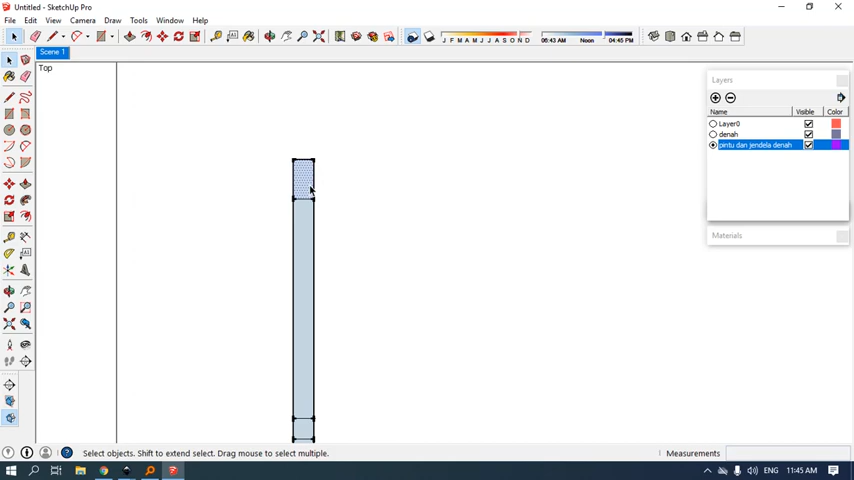 Untitled - SketchUp Pro
File Edit View Camera Draw Tools Window Help
J F M A M J J A S O N D 06:43 AM Noon 04:45 PM
Scene 1
Top
Layers
Name Visible Color
Layer0
denah
pintu dan jendela denah
Materials
Select objects. Shift to extend select. Drag mouse to select multiple. Measurements
ENG 11:45 AM